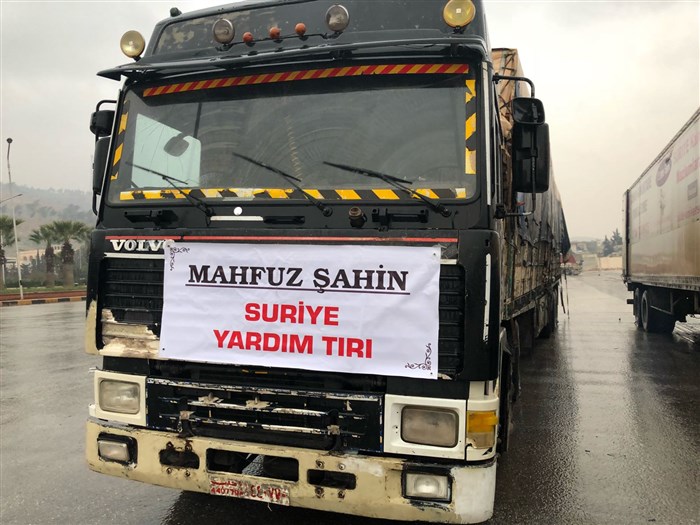 VOLVO
MAHFUZ ŞAHİN
SURİYE
YARDIM TIRI